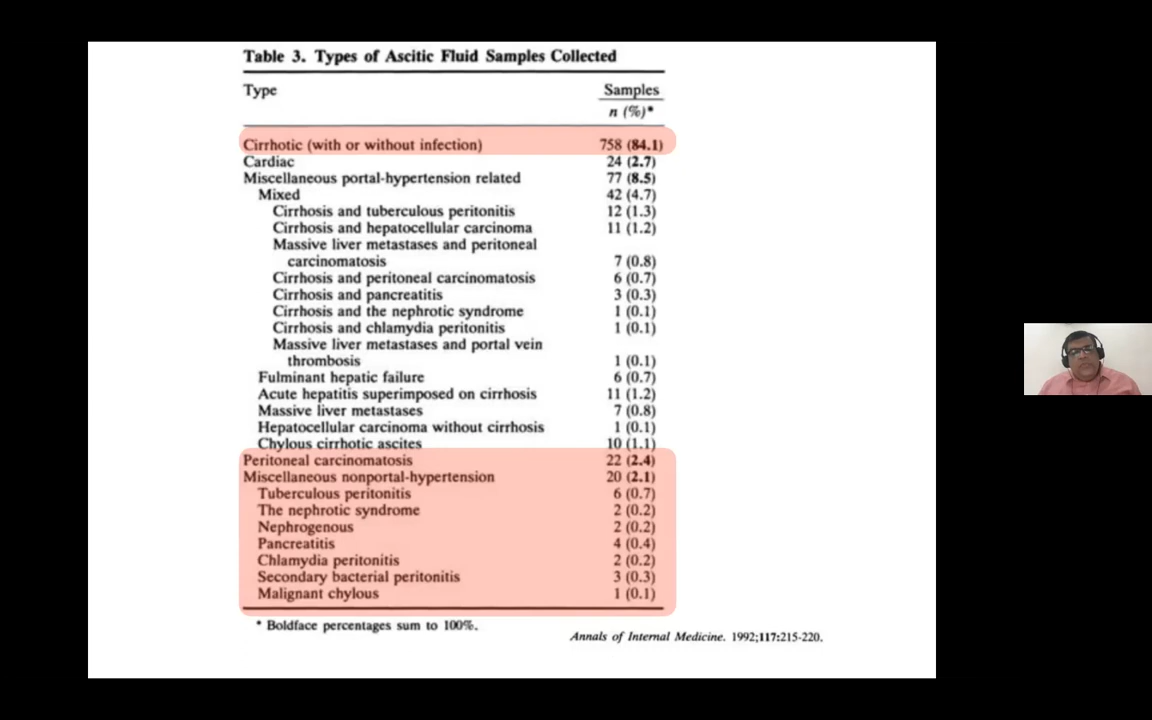 Table 3. Types of Ascitic Fluid Samples Collected
Type Samples
n (%)*
Cirrhotic (with or without infection) 758 (84.1)
Cardiac 24 (2.7)
Miscellaneous portal-hypertension related 77 (8.5)
Mixed 42 (4.7)
Cirrhosis and tuberculous peritonitis 12 (1.3)
Cirrhosis and hepatocellular carcinoma 11 (1.2)
Massive liver metastases and peritoneal
carcinomatosis 7 (0.8)
Cirrhosis and peritoneal carcinomatosis 6 (0.7)
Cirrhosis and pancreatitis 3 (0.3)
Cirrhosis and the nephrotic syndrome 1 (0.1)
Cirrhosis and chlamydia peritonitis 1 (0.1)
Massive liver metastases and portal vein
thrombosis 1 (0.1)
Fulminant hepatic failure 6 (0.7)
Acute hepatitis superimposed on cirrhosis 11 (1.2)
Massive liver metastases 7 (0.8)
Hepatocellular carcinoma without cirrhosis 1 (0.1)
Chylous cirrhotic ascites 10 (1.1)
Peritoneal carcinomatosis 22 (2.4)
Miscellaneous nonportal-hypertension 20 (2.1)
Tuberculous peritonitis 6 (0.7)
The nephrotic syndrome 2 (0.2)
Nephrogenous 2 (0.2)
Pancreatitis 4 (0.4)
Chlamydia peritonitis 2 (0.2)
Secondary bacterial peritonitis 3 (0.3)
Malignant chylous 1 (0.1)
* Boldface percentages sum to 100%.
Annals of Internal Medicine. 1992;117:215-220.